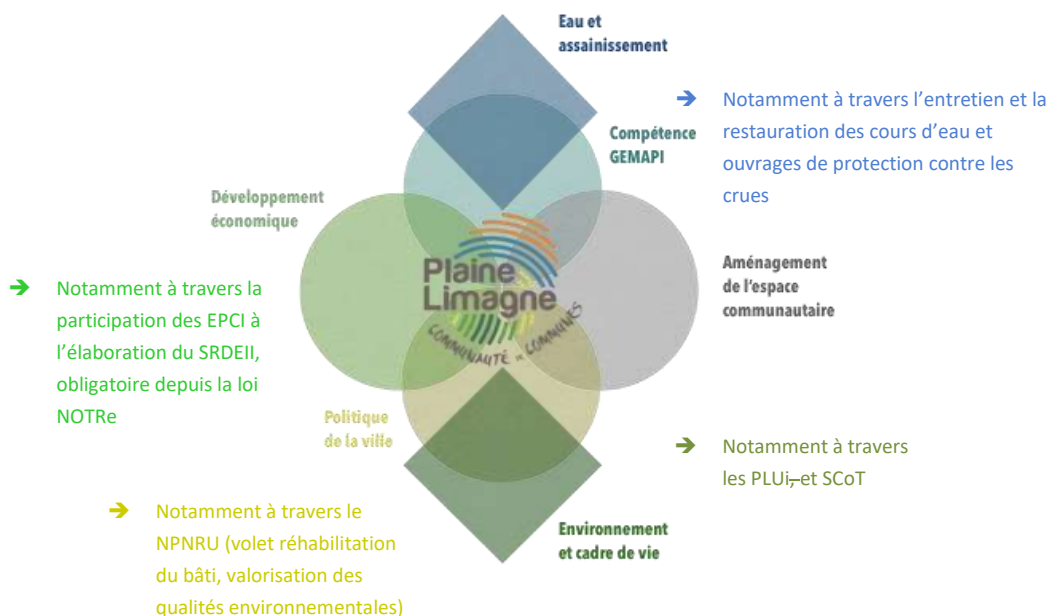 Eau et
assainissement
➔ Notamment à travers l'entretien et la
restauration des cours d'eau et
ouvrages de protection contre les
crues
Compétence
GEMAPI
Développement
économique
Plaine
Limagne
COMMUNAUTÉ DE COMMUNES
Aménagement
de l'espace
communautaire
➔ Notamment à travers la
participation des EPCI à
l'élaboration du SRDEII,
obligatoire depuis la loi
NOTRe
Politique
de la ville
➔ Notamment à travers
les PLUi, et SCoT
➔ Notamment à travers le
NPNRU (volet réhabilitation
du bâti, valorisation des
qualités environnementales)
Environnement
et cadre de vie